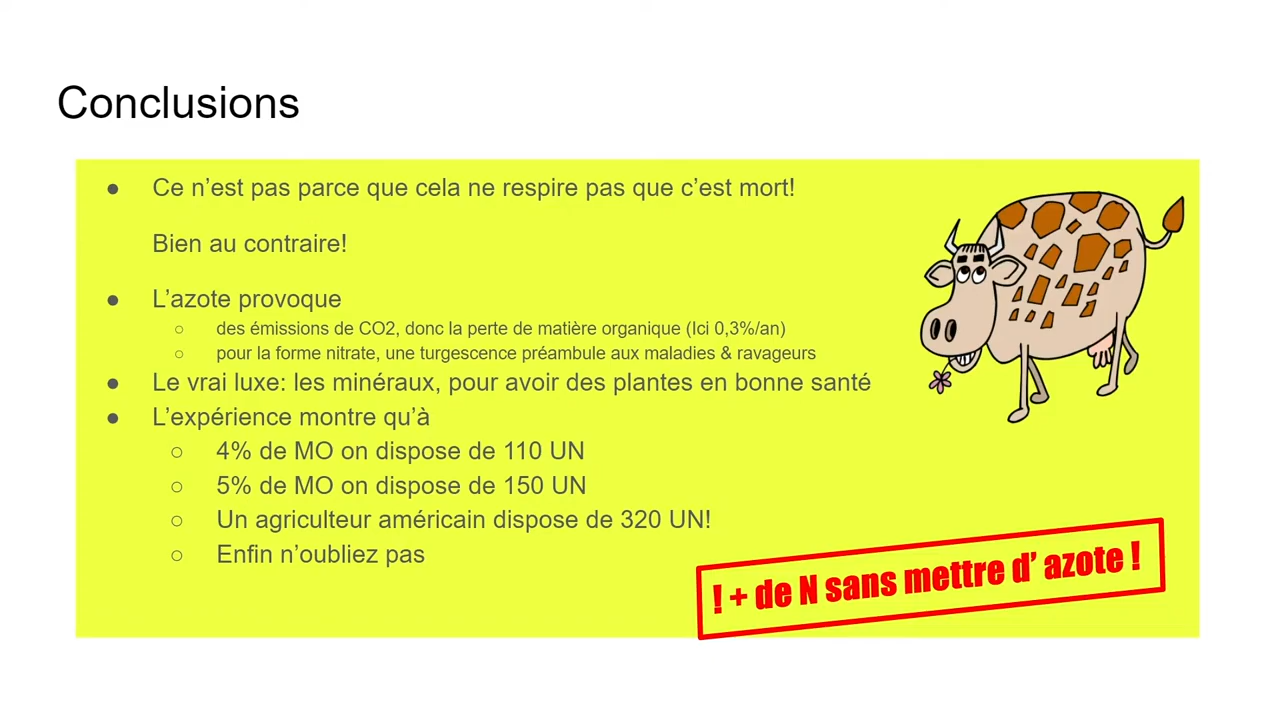 Conclusions
● Ce n’est pas parce que cela ne respire pas que c’est mort!
Bien au contraire!
● L’azote provoque
○ des émissions de CO2, donc la perte de matière organique (Ici 0,3%/an)
○ pour la forme nitrate, une turgescence préambule aux maladies & ravageurs
● Le vrai luxe: les minéraux, pour avoir des plantes en bonne santé
● L’expérience montre qu’à
○ 4% de MO on dispose de 110 UN
○ 5% de MO on dispose de 150 UN
○ Un agriculteur américain dispose de 320 UN!
○ Enfin n’oubliez pas
! + de N sans mettre d’ azote !